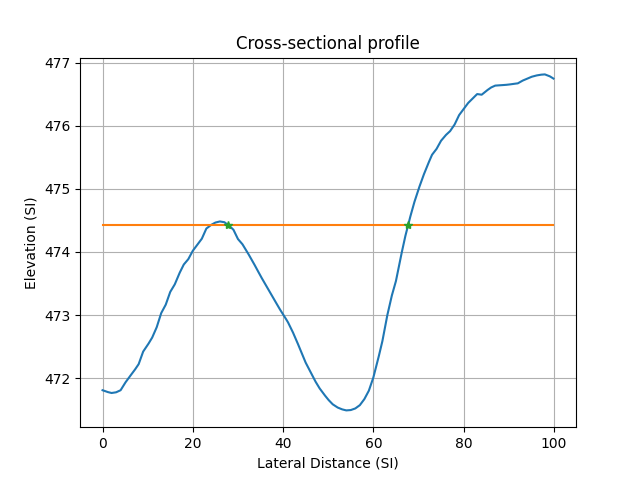 Cross-sectional profile
477
476
475
474
473
472
Elevation (SI)
0 20 40 60 80 100
Lateral Distance (SI)